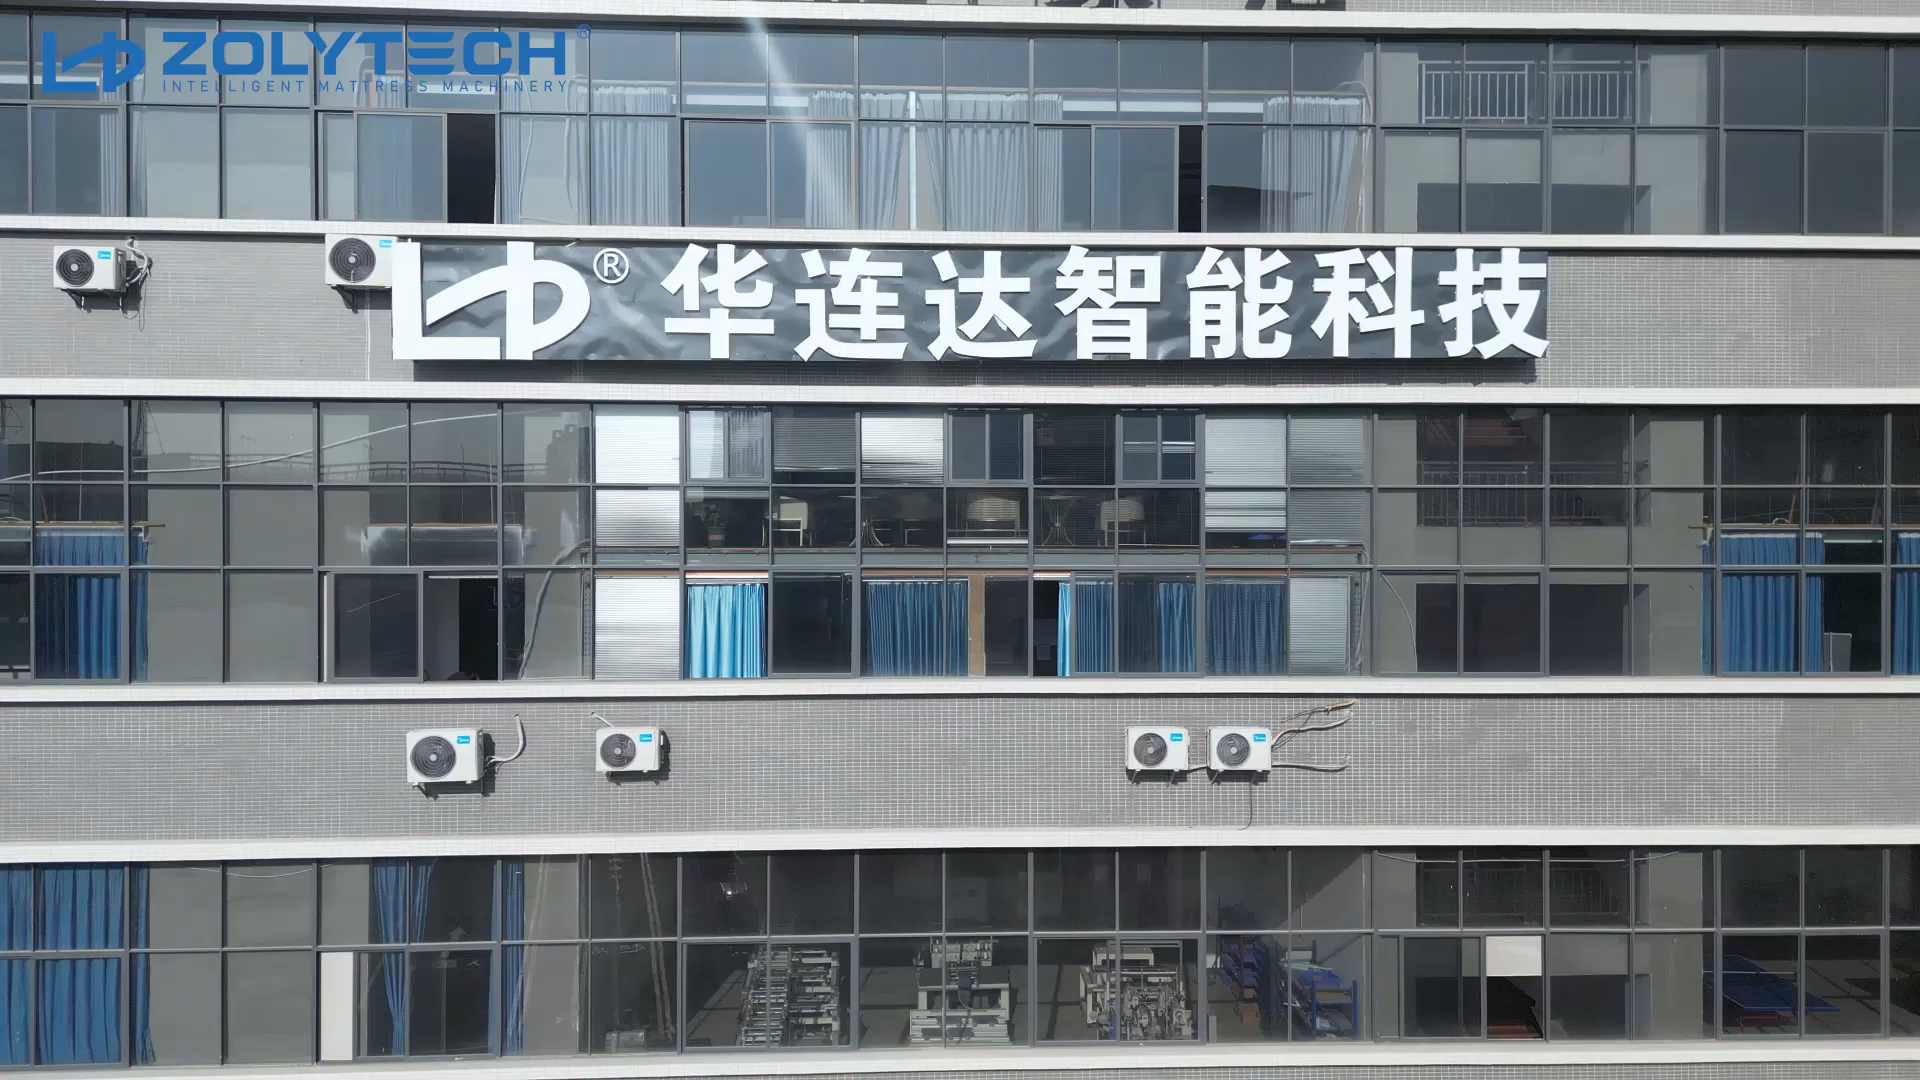 ZOLYTECH®
INTELLIGENT MATTRESS MACHINERY
® 华连达智能科技